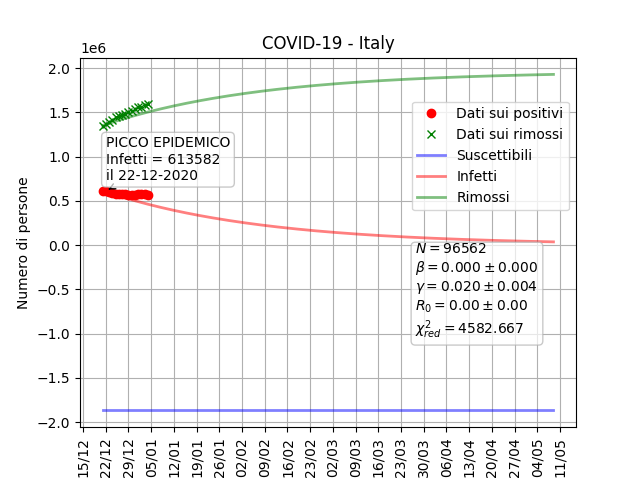 COVID-19 - Italy
1e6
2.0
1.5
1.0
0.5
0.0
−0.5
−1.0
−1.5
−2.0
Numero di persone
PICCO EPIDEMICO
Infetti = 613582
il 22-12-2020
Dati sui positivi
Dati sui rimossi
Suscettibili
Infetti
Rimossi
N = 96562
β = 0.000 ± 0.000
γ = 0.020 ± 0.004
R₀ = 0.00 ± 0.00
χ²red = 4582.667
15/12
22/12
29/12
05/01
12/01
19/01
26/01
02/02
09/02
16/02
23/02
02/03
09/03
16/03
23/03
30/03
06/04
13/04
20/04
27/04
04/05
11/05